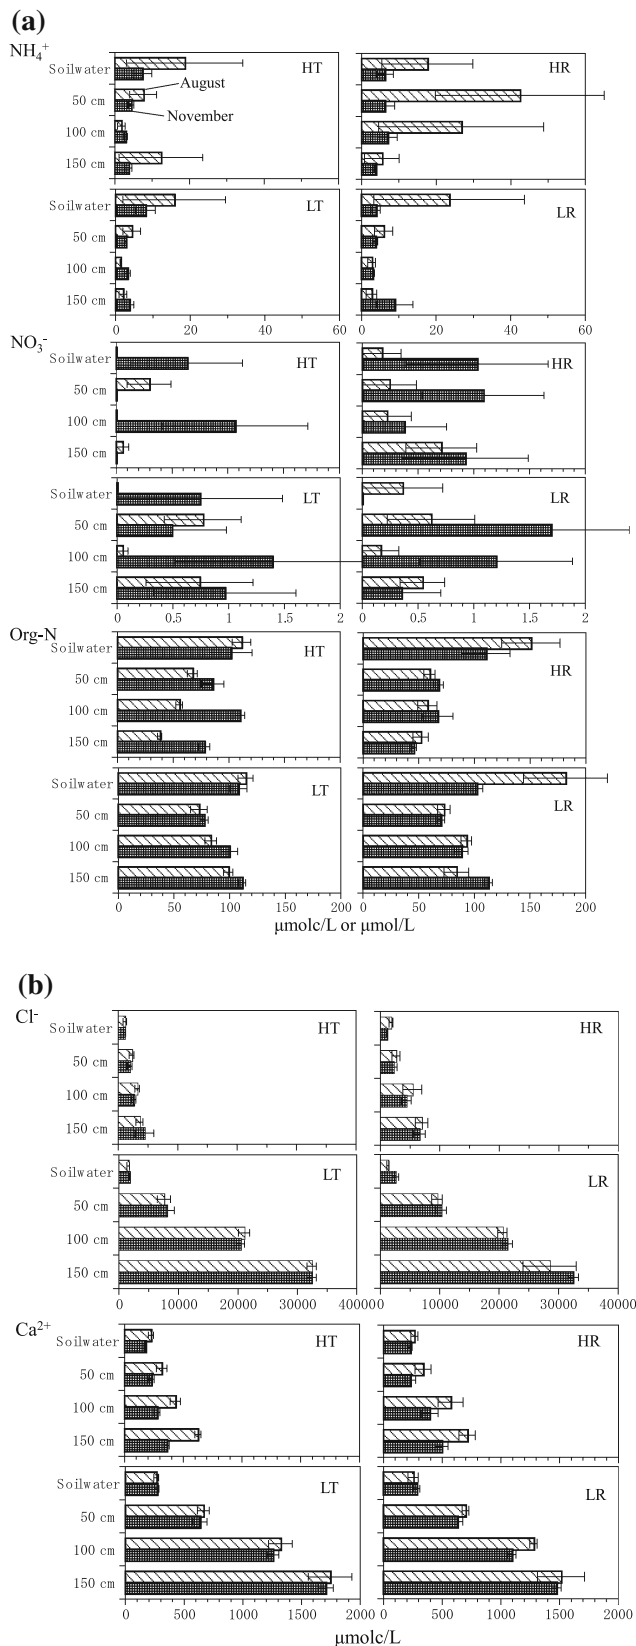 (a)
NH₄⁺
HT
HR
Soilwater
50 cm
100 cm
150 cm
August
November
0 20 40 60
0 20 40 60
LT
LR
Soilwater
50 cm
100 cm
150 cm
0 20 40 60
0 20 40 60
NO₃⁻
HT
HR
Soilwater
50 cm
100 cm
150 cm
LT
LR
Soilwater
50 cm
100 cm
150 cm
0 0.5 1 1.5 2
0 0.5 1 1.5 2
Org-N
HT
HR
Soilwater
50 cm
100 cm
150 cm
LT
LR
Soilwater
50 cm
100 cm
150 cm
0 50 100 150 200
0 50 100 150 200
μmolc/L or μmol/L
(b)
Cl⁻
HT
HR
Soilwater
50 cm
100 cm
150 cm
LT
LR
Soilwater
50 cm
100 cm
150 cm
0 10000 20000 30000 40000
0 10000 20000 30000 40000
Ca²⁺
HT
HR
Soilwater
50 cm
100 cm
150 cm
LT
LR
Soilwater
50 cm
100 cm
150 cm
0 500 1000 1500 2000
0 500 1000 1500 2000
μmolc/L